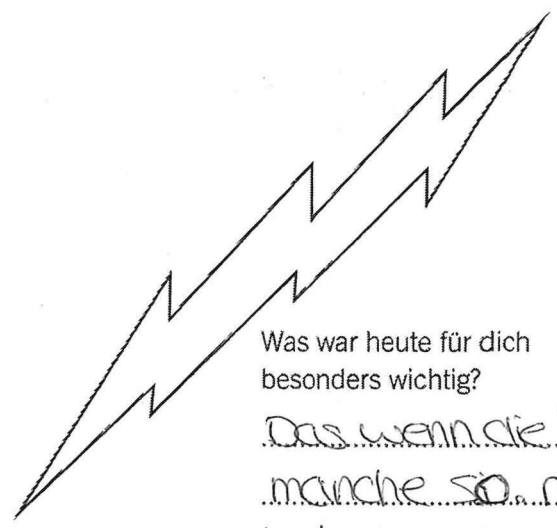 Was war heute für dich
besonders wichtig?
Das wenn die
manche so.